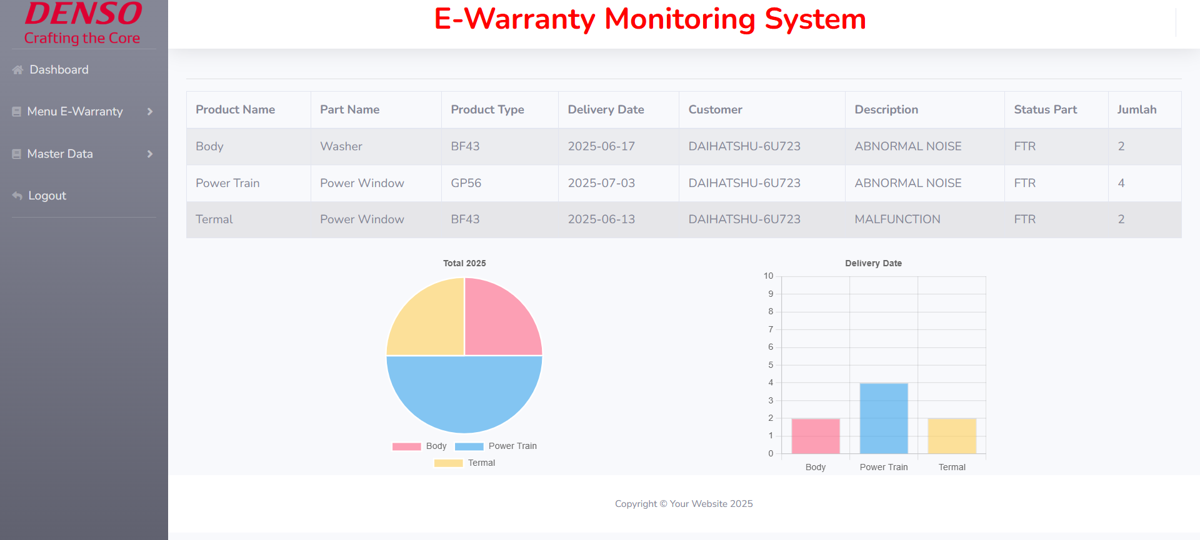 DENSO
Crafting the Core
E-Warranty Monitoring System
Dashboard
Menu E-Warranty
Master Data
Logout
Product Name Part Name Product Type Delivery Date Customer Description Status Part Jumlah
Body Washer BF43 2025-06-17 DAIHATSHU-6U723 ABNORMAL NOISE FTR 2
Power Train Power Window GP56 2025-07-03 DAIHATSHU-6U723 ABNORMAL NOISE FTR 4
Termal Power Window BF43 2025-06-13 DAIHATSHU-6U723 MALFUNCTION FTR 2
Total 2025
Body Power Train
Termal
Delivery Date
10
9
8
7
6
5
4
3
2
1
0
Body Power Train Termal
Copyright © Your Website 2025